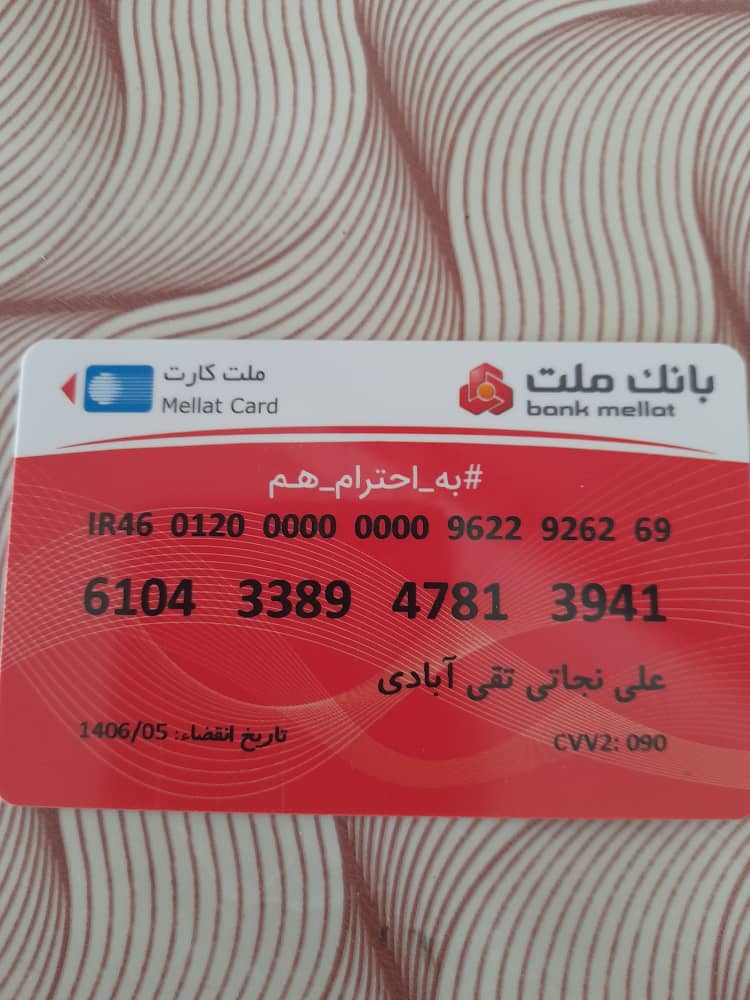 ملت کارت
Mellat Card
بانك ملت
bank mellat
#به_احترام_هم
IR46 0120 0000 0000 9622 9262 69
6104 3389 4781 3941
علی نجاتی تقی آبادی
تاریخ انقضاء: 1406/05
CVV2: 090